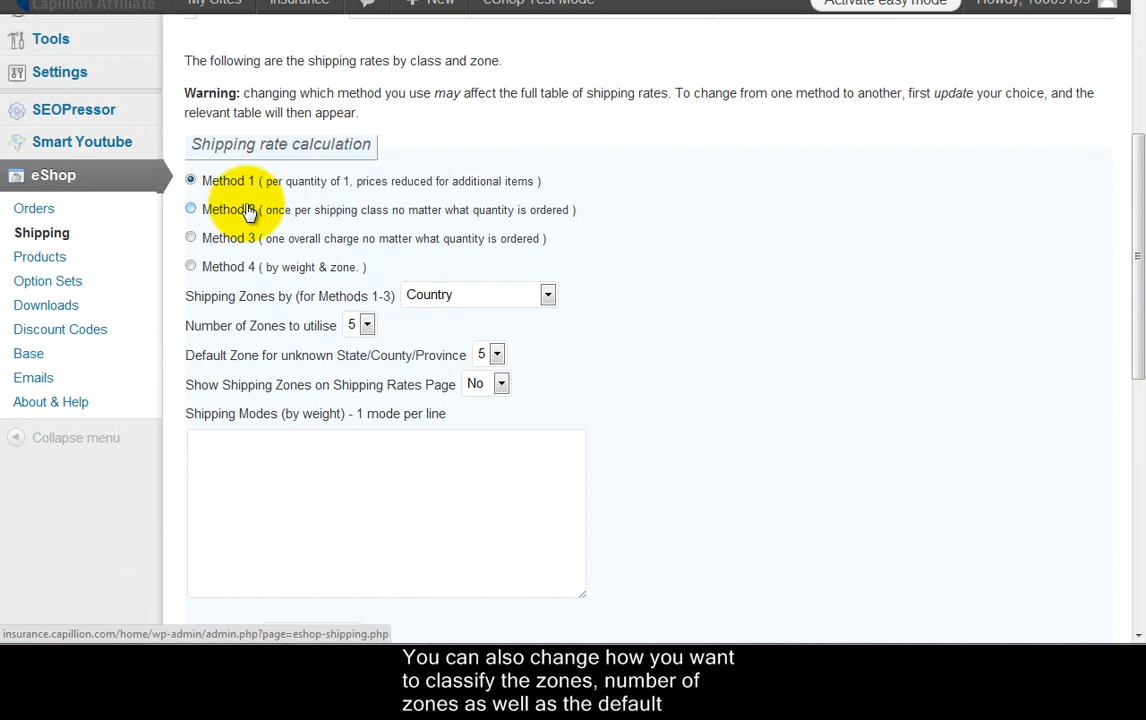 Capillion Affiliate My Sites Insurance New eShop Test Mode Activate easy mode Howdy,
Tools
Settings
SEOPressor
Smart Youtube
eShop
Orders
Shipping
Products
Option Sets
Downloads
Discount Codes
Base
Emails
About & Help
Collapse menu
The following are the shipping rates by class and zone.
Warning: changing which method you use may affect the full table of shipping rates. To change from one method to another, first update your choice, and the
relevant table will then appear.
Shipping rate calculation
Method 1 ( per quantity of 1, prices reduced for additional items )
Method ( once per shipping class no matter what quantity is ordered )
Method 3 ( one overall charge no matter what quantity is ordered )
Method 4 ( by weight & zone. )
Shipping Zones by (for Methods 1-3) Country
Number of Zones to utilise 5
Default Zone for unknown State/County/Province 5
Show Shipping Zones on Shipping Rates Page No
Shipping Modes (by weight) - 1 mode per line
insurance.capillion.com/home/wp-admin/admin.php?page=eshop-shipping.php
You can also change how you want
to classify the zones, number of
zones as well as the default